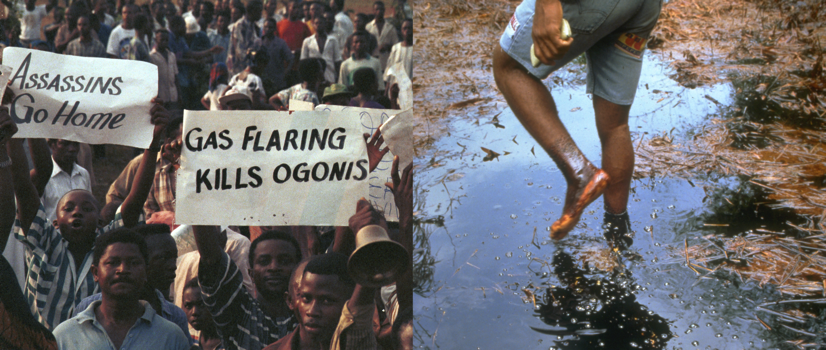 ASSASSINS
GO HOME
GAS FLARING
KILLS OGONIS